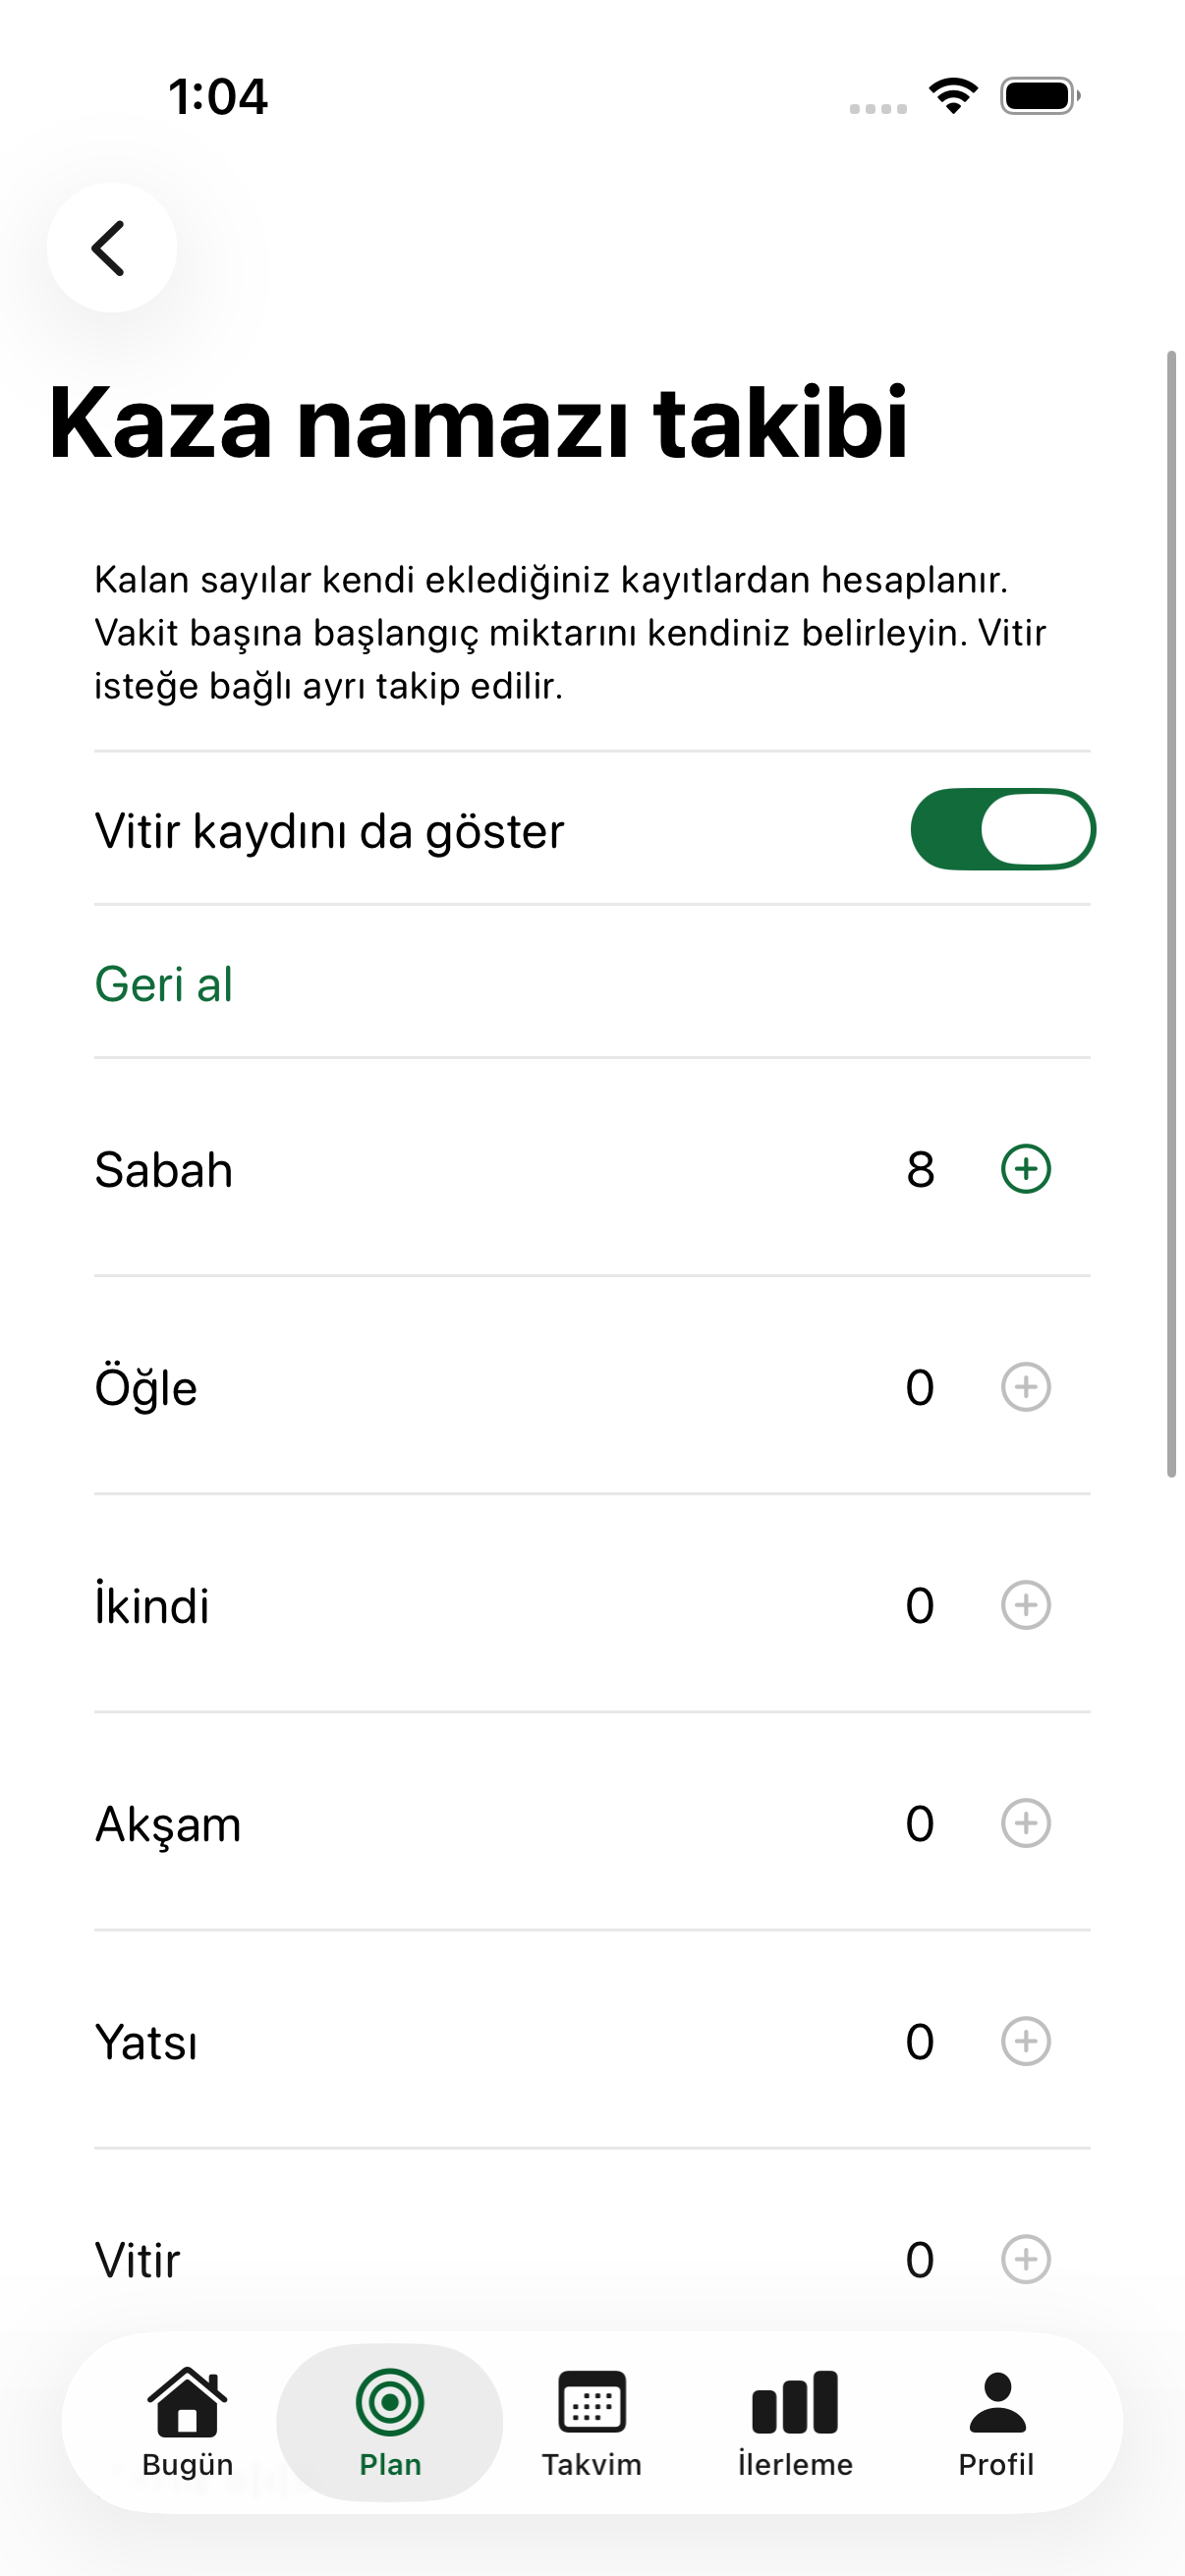 1:04
Kaza namazı takibi
Kalan sayılar kendi eklediğiniz kayıtlardan hesaplanır.
Vakit başına başlangıç miktarını kendiniz belirleyin. Vitir
isteğe bağlı ayrı takip edilir.
Vitir kaydını da göster
Geri al
Sabah 8
Öğle 0
İkindi 0
Akşam 0
Yatsı 0
Vitir 0
Bugün Plan Takvim İlerleme Profil